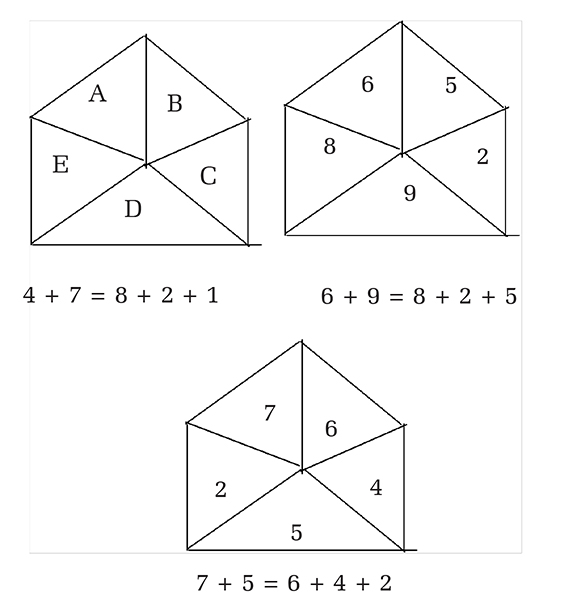 A
B
E
C
D
6
5
8
2
9
4 + 7 = 8 + 2 + 1
6 + 9 = 8 + 2 + 5
7
6
2
4
5
7 + 5 = 6 + 4 + 2